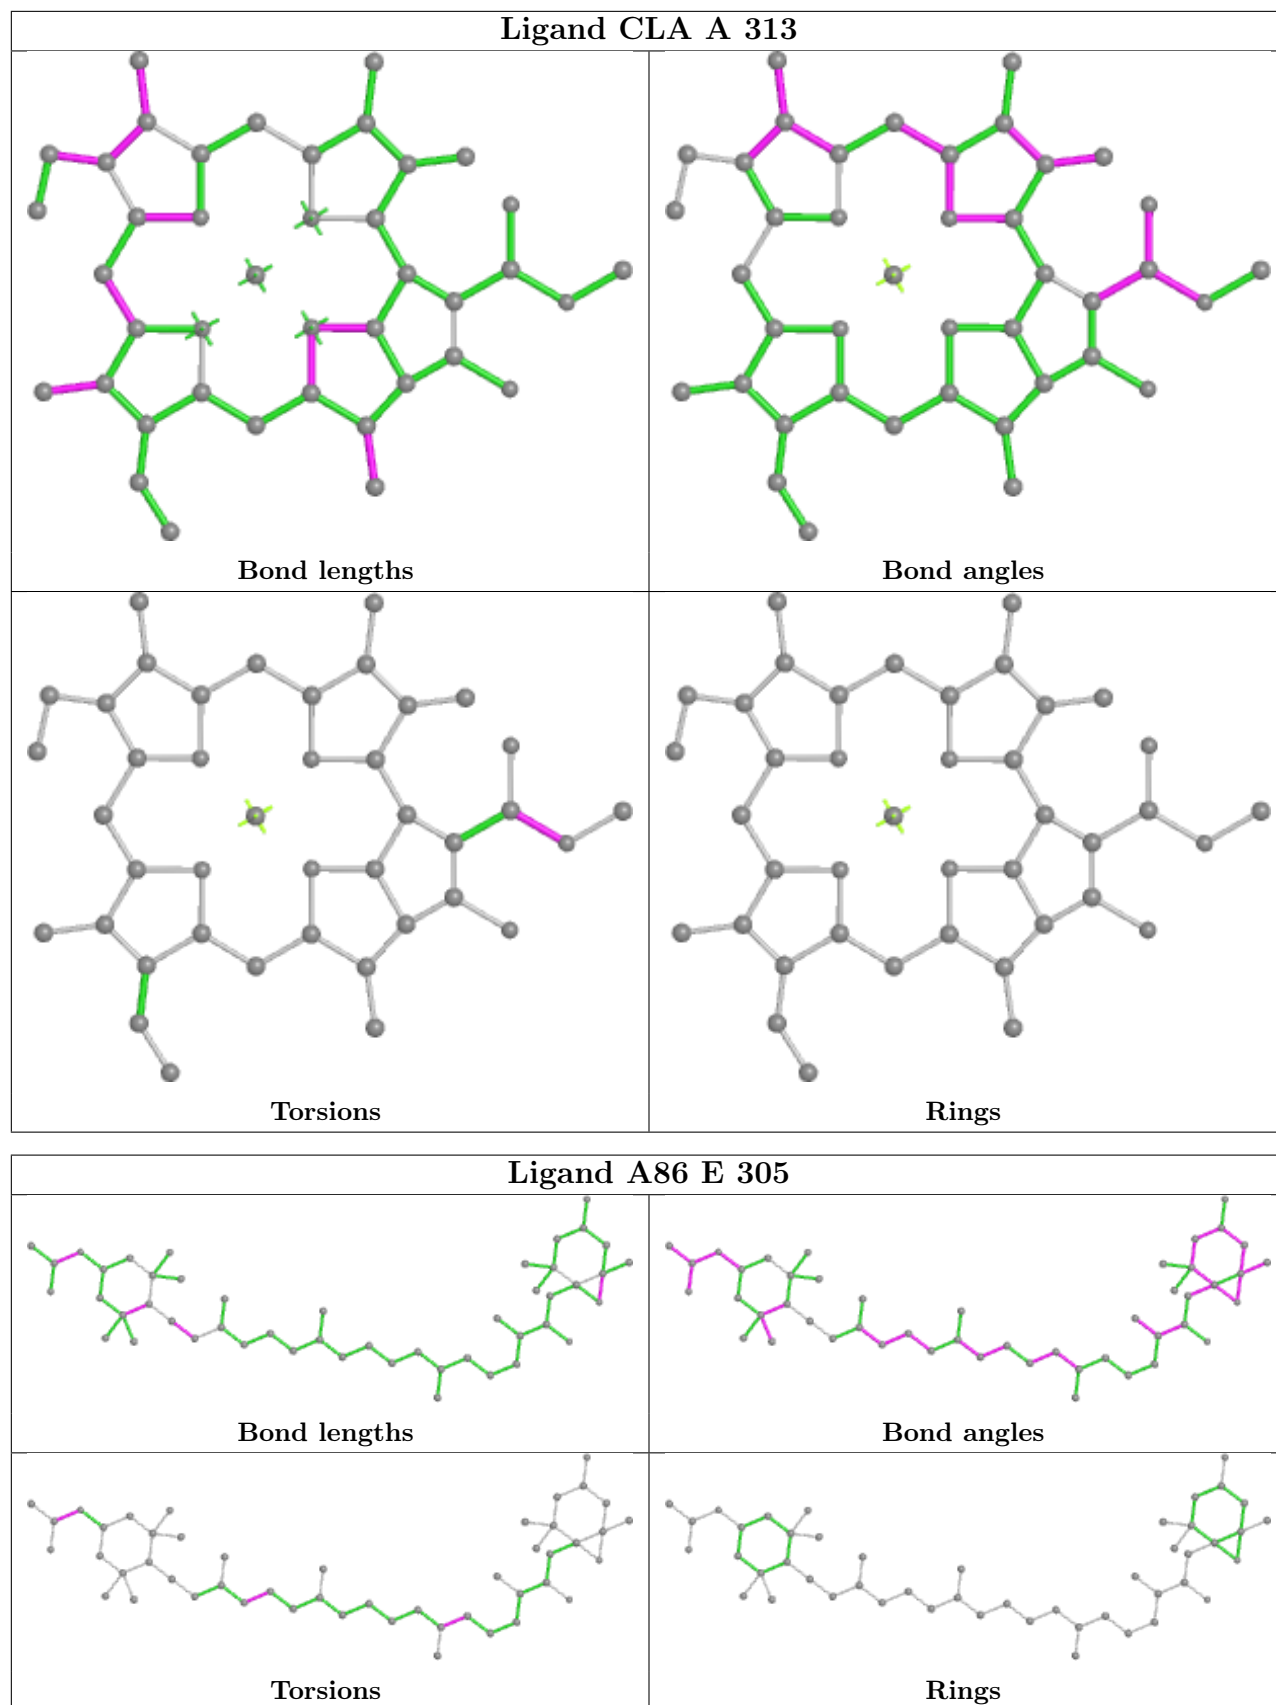 Ligand CLA A 313
Bond lengths
Bond angles
Torsions
Rings
Ligand A86 E 305
Bond lengths
Bond angles
Torsions
Rings